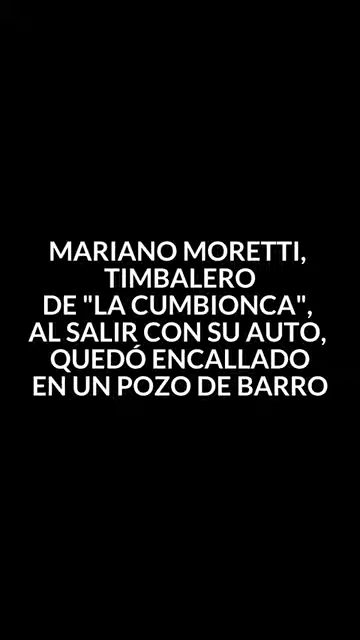 MARIANO MORETTI,
TIMBALERO
DE "LA CUMBIONCA",
AL SALIR CON SU AUTO,
QUEDÓ ENCALLADO
EN UN POZO DE BARRO